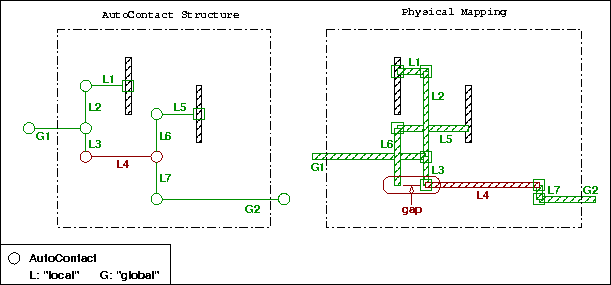 AutoContact Structure
Physical Mapping
L1
L2
L5
G1
L3
L6
L4
L7
G2
L1
L2
L6
L5
G1
L3
gap
L4
L7
G2
AutoContact
L: "local" G: "global"